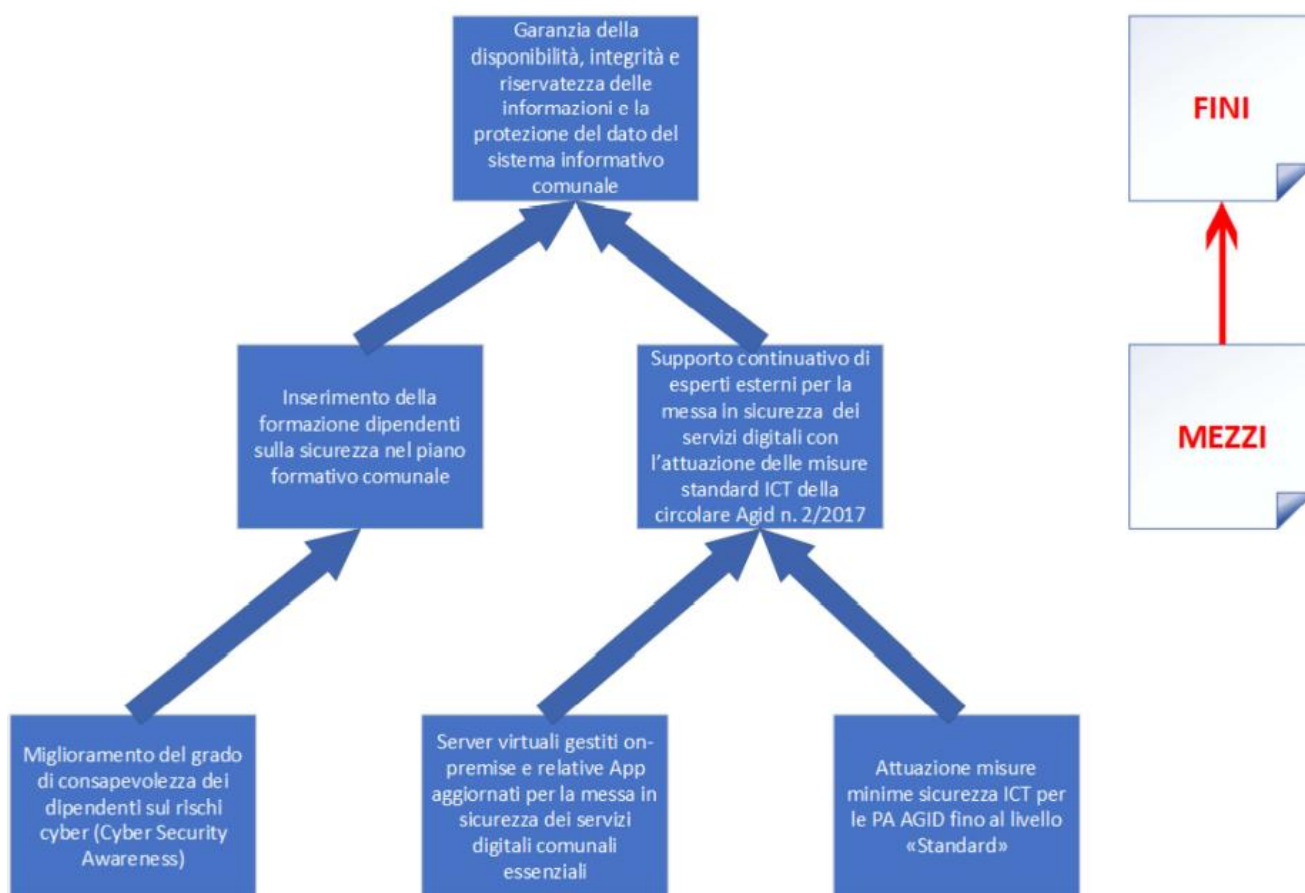 Garanzia della
disponibilità, integrità e
riservatezza delle
informazioni e la
protezione del dato del
sistema informativo
comunale
FINI
Inserimento della
formazione dipendenti
sulla sicurezza nel piano
formativo comunale
Supporto continuativo di
esperti esterni per la
messa in sicurezza dei
servizi digitali con
l'attuazione delle misure
standard ICT della
circolare Agid n. 2/2017
MEZZI
Miglioramento del grado
di consapevolezza dei
dipendenti sui rischi
cyber (Cyber Security
Awareness)
Server virtuali gestiti on-
premise e relative App
aggiornati per la messa in
sicurezza dei servizi
digitali comunali
essenziali
Attuazione misure
minime sicurezza ICT per
le PA AGID fino al livello
«Standard»